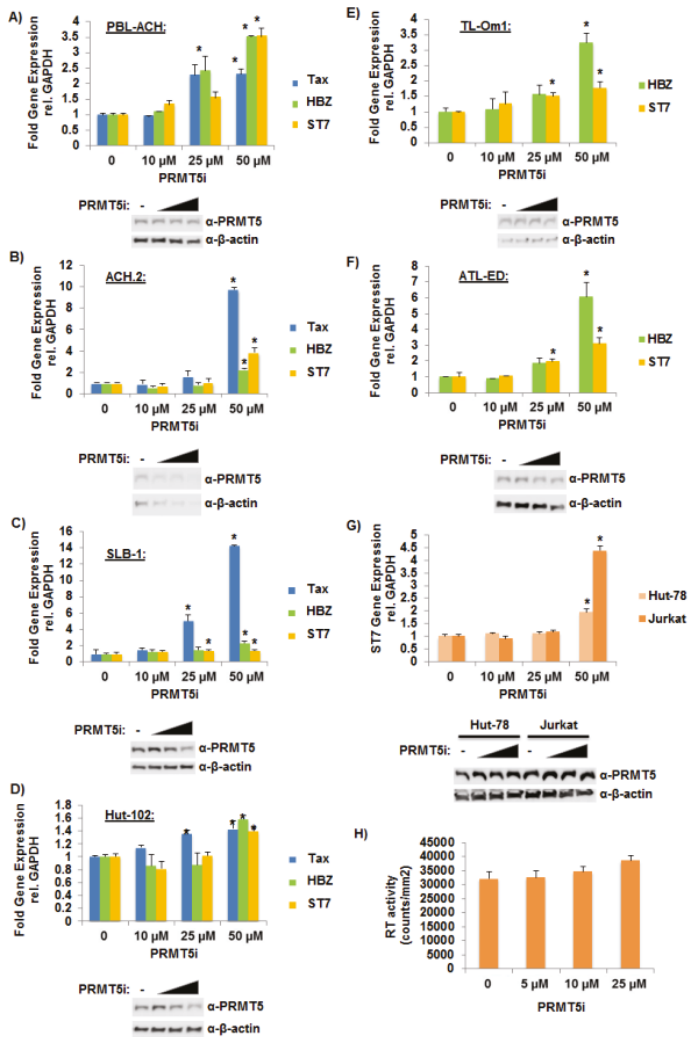 A)
PBL-ACH:
Fold Gene Expression
rel. GAPDH
4
3.5
3
2.5
2
1.5
1
0.5
* * *
Tax
HBZ
ST7
0 10 µM 25 µM 50 µM
PRMT5i
PRMT5i: -
α-PRMT5
α-β-actin
B)
ACH.2:
Fold Gene Expression
rel. GAPDH
12
10
8
6
4
2
0
* * *
Tax
HBZ
ST7
0 10 µM 25 µM 50 µM
PRMT5i
PRMT5i: -
α-PRMT5
α-β-actin
C)
SLB-1:
Fold Gene Expression
rel. GAPDH
16
14
12
10
8
6
4
2
0
* * * * *
Tax
HBZ
ST7
0 10 µM 25 µM 50 µM
PRMT5i
PRMT5i: -
α-PRMT5
α-β-actin
D)
Hut-102:
Fold Gene Expression
rel. GAPDH
1.8
1.6
1.4
1.2
1
0.8
0.6
0.4
0.2
0
* * * *
Tax
HBZ
ST7
0 10 µM 25 µM 50 µM
PRMT5i
PRMT5i: -
α-PRMT5
α-β-actin
E)
TL-Om1:
Fold Gene Expression
rel. GAPDH
4
3.5
3
2.5
2
1.5
1
0.5
0
* * *
HBZ
ST7
0 10 µM 25 µM 50 µM
PRMT5i
PRMT5i: -
α-PRMT5
α-β-actin
F)
ATL-ED:
Fold Gene Expression
rel. GAPDH
8
7
6
5
4
3
2
1
0
* * *
HBZ
ST7
0 10 µM 25 µM 50 µM
PRMT5i
PRMT5i: -
α-PRMT5
α-β-actin
G)
ST7 Gene Expression
rel. GAPDH
5
4.5
4
3.5
3
2.5
2
1.5
1
0.5
0
* *
Hut-78
Jurkat
0 10 µM 25 µM 50 µM
PRMT5i
Hut-78 Jurkat
PRMT5i: - -
α-PRMT5
α-β-actin
H)
RT activity
(counts/mm2)
45000
40000
35000
30000
25000
20000
15000
10000
5000
0
0 5 µM 10 µM 25 µM
PRMT5i